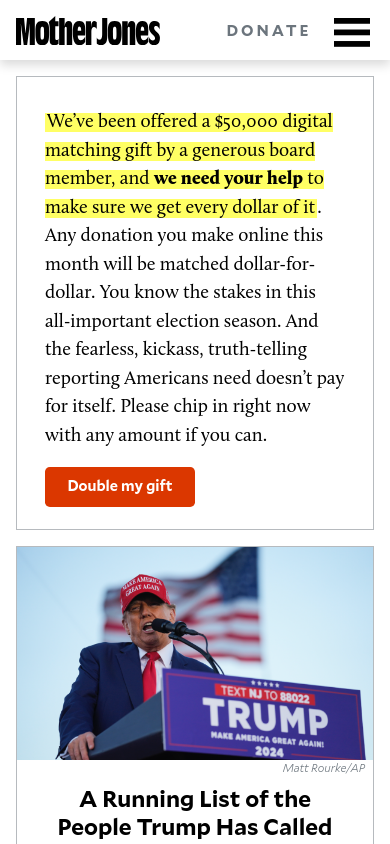 Mother Jones
DONATE
We've been offered a $50,000 digital
matching gift by a generous board
member, and we need your help to
make sure we get every dollar of it.
Any donation you make online this
month will be matched dollar-for-
dollar. You know the stakes in this
all-important election season. And
the fearless, kickass, truth-telling
reporting Americans need doesn't pay
for itself. Please chip in right now
with any amount if you can.
Double my gift
MAKE AMERICA
GREAT AGAIN
TEXT NJ TO 88022
TRUMP
MAKE AMERICA GREAT AGAIN!
2024
Matt Rourke/AP
A Running List of the
People Trump Has Called